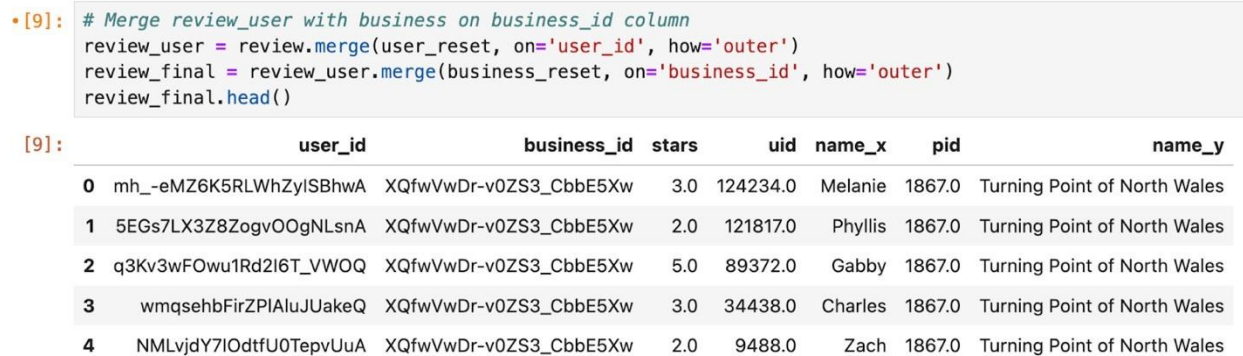 •[9]: # Merge review_user with business on business_id column
review_user = review.merge(user_reset, on='user_id', how='outer')
review_final = review_user.merge(business_reset, on='business_id', how='outer')
review_final.head()
[9]: user_id business_id stars uid name_x pid name_y
0 mh_-eMZ6K5RLWhZyISBhwA XQfwVwDr-v0ZS3_CbbE5Xw 3.0 124234.0 Melanie 1867.0 Turning Point of North Wales
1 5EGs7LX3Z8ZogvOOgNLsnA XQfwVwDr-v0ZS3_CbbE5Xw 2.0 121817.0 Phyllis 1867.0 Turning Point of North Wales
2 q3Kv3wFOwu1Rd2I6T_VWOQ XQfwVwDr-v0ZS3_CbbE5Xw 5.0 89372.0 Gabby 1867.0 Turning Point of North Wales
3 wmqsehbFirZPlAluJUakeQ XQfwVwDr-v0ZS3_CbbE5Xw 3.0 34438.0 Charles 1867.0 Turning Point of North Wales
4 NMLvjdY7IOdtfU0TepvUuA XQfwVwDr-v0ZS3_CbbE5Xw 2.0 9488.0 Zach 1867.0 Turning Point of North Wales